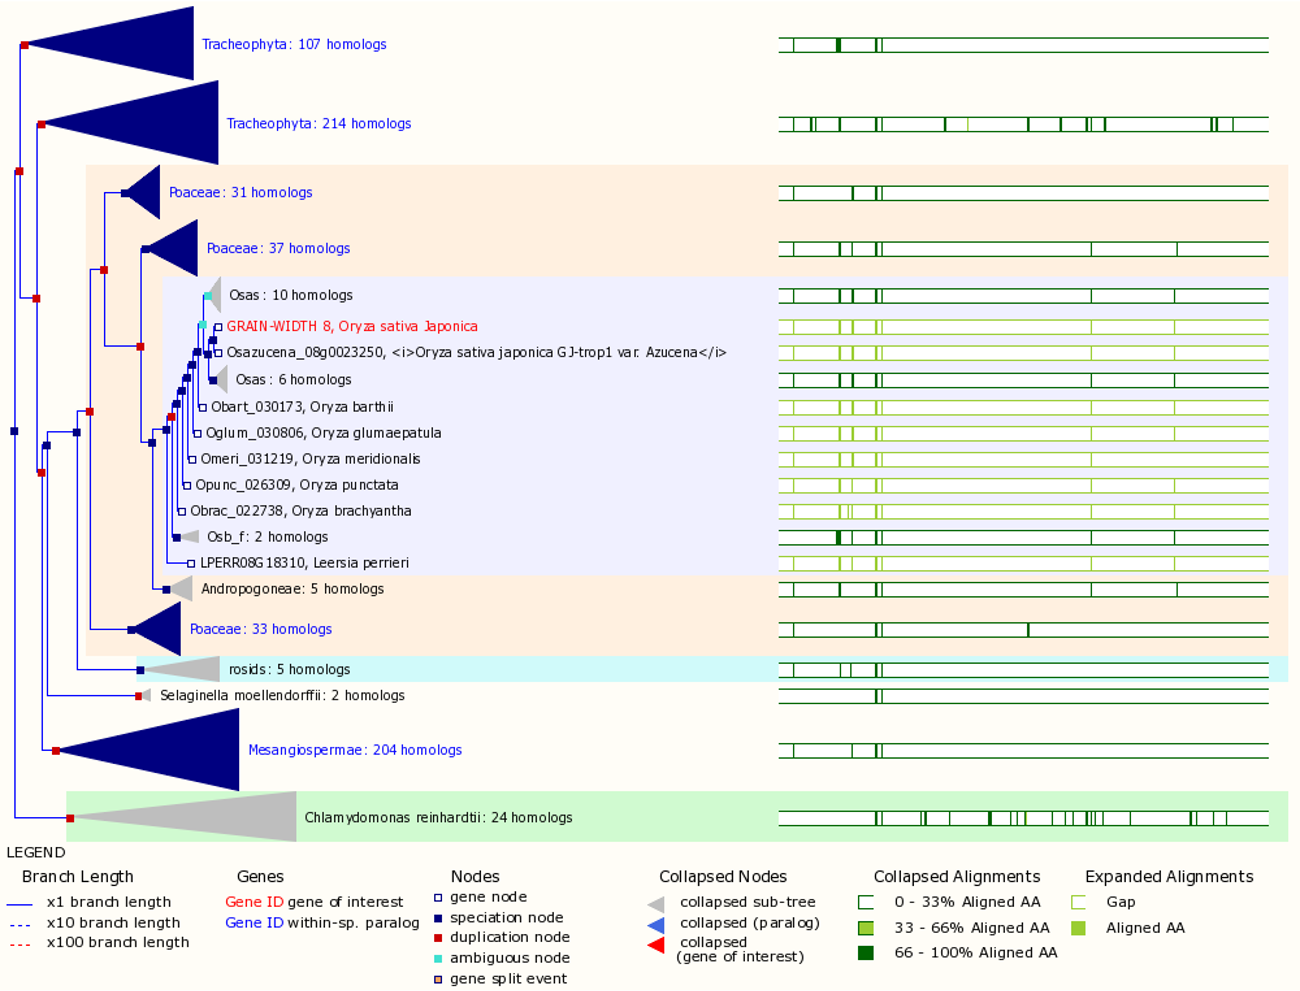 Tracheophyta: 107 homologs
Tracheophyta: 214 homologs
Poaceae: 31 homologs
Poaceae: 37 homologs
Osas: 10 homologs
GRAIN-WIDTH 8, Oryza sativa Japonica
Osazucena_08g0023250, <i>Oryza sativa japonica GJ-trop1 var. Azucena</i>
Osas: 6 homologs
Obart_030173, Oryza barthii
Oglum_030806, Oryza glumaepatula
Omeri_031219, Oryza meridionalis
Opunc_026309, Oryza punctata
Obrac_022738, Oryza brachyantha
Osb_f: 2 homologs
LPERR08G18310, Leersia perrieri
Andropogoneae: 5 homologs
Poaceae: 33 homologs
rosids: 5 homologs
Selaginella moellendorffii: 2 homologs
Mesangiospermae: 204 homologs
Chlamydomonas reinhardtii: 24 homologs
LEGEND
Branch Length
x1 branch length
x10 branch length
x100 branch length
Genes
Gene ID gene of interest
Gene ID within-sp. paralog
Nodes
gene node
speciation node
duplication node
ambiguous node
gene split event
Collapsed Nodes
collapsed sub-tree
collapsed (paralog)
collapsed
(gene of interest)
Collapsed Alignments
0 - 33% Aligned AA
33 - 66% Aligned AA
66 - 100% Aligned AA
Expanded Alignments
Gap
Aligned AA